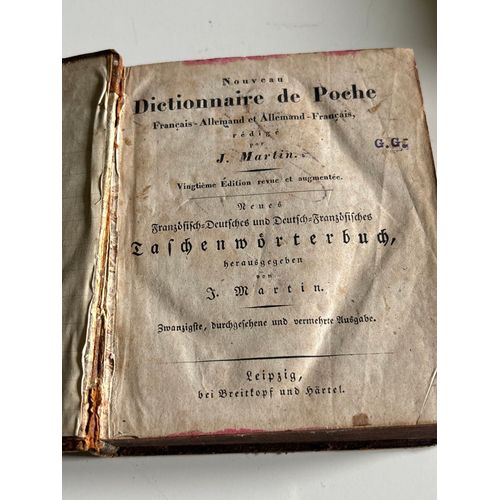 Nouveau
Dictionnaire de Poche
Français-Allemand et Allemand-Français,
rédigé
par
J. Martin.
G.G.
Vingtième Édition revue et augmentée.
Neues
Französisch-Deutsches und Deutsch-Französisches
Taschenwörterbuch,
herausgegeben
von
J. Martin.
Zwanzigste, durchgesehene und vermehrte Ausgabe.
Leipzig,
bei Breitkopf und Härtel.